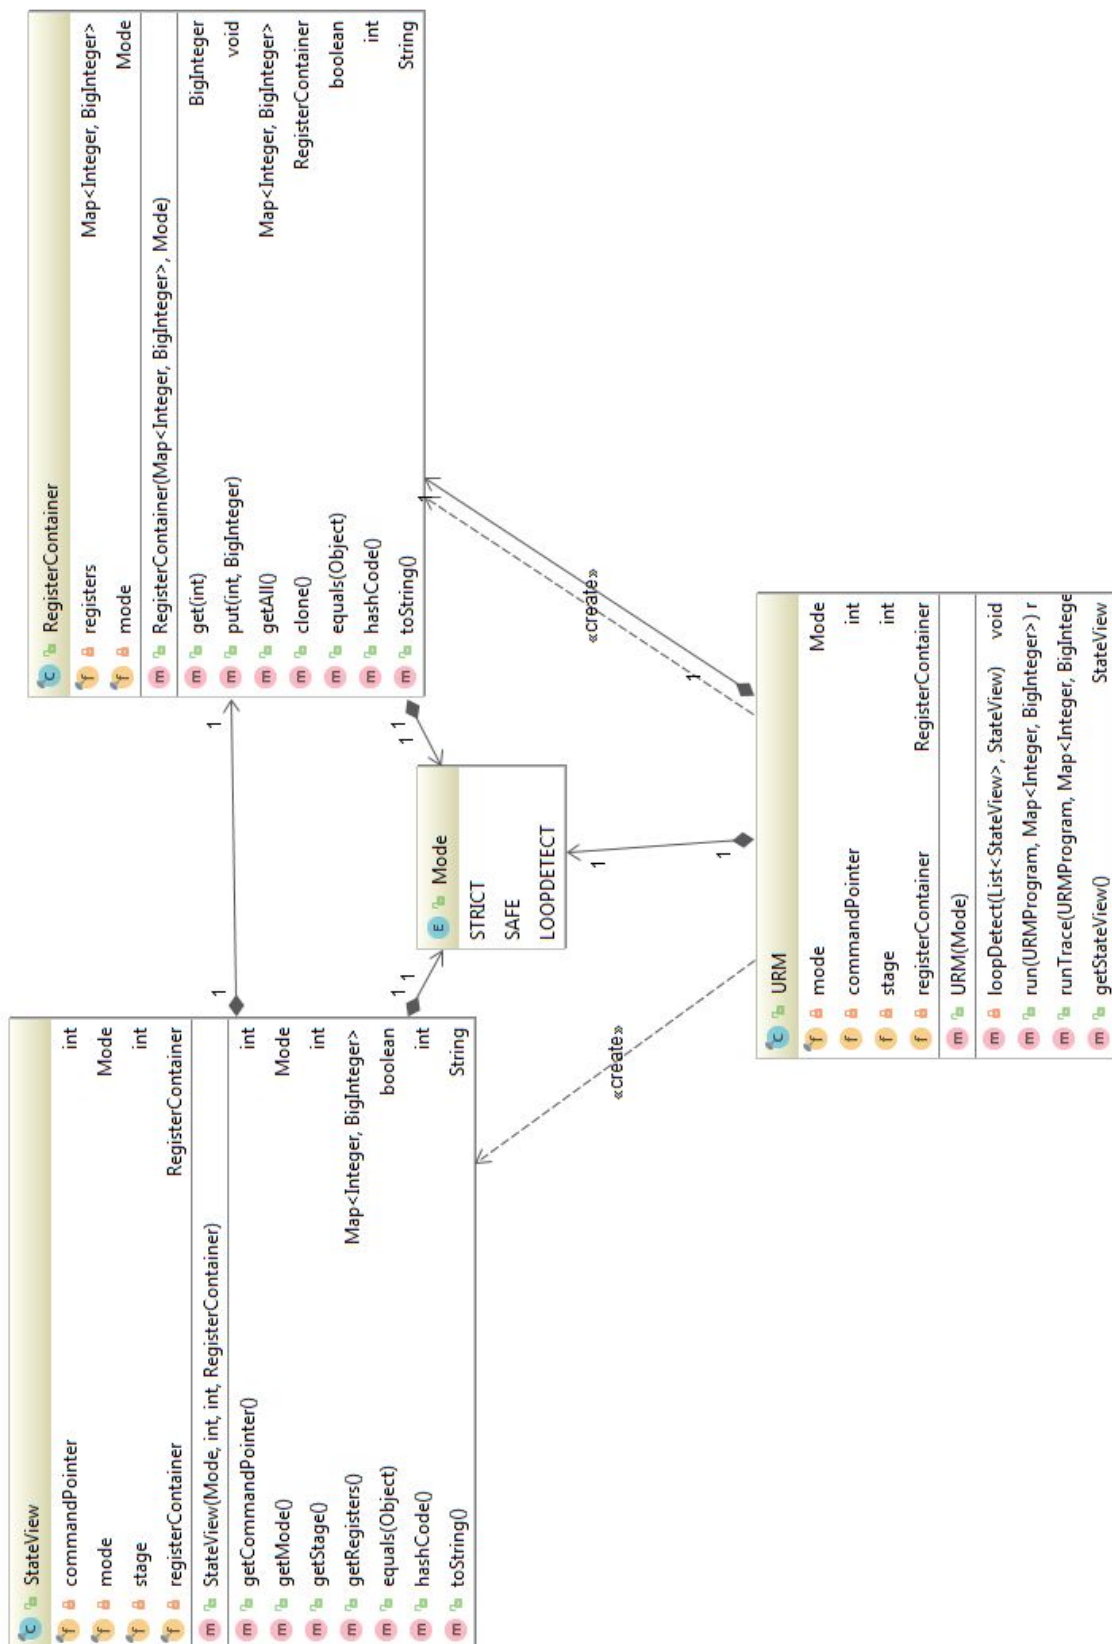 StateView
commandPointer int
mode Mode
stage int
registerContainer RegisterContainer
StateView(Mode, int, int, RegisterContainer)
getCommandPointer() int
getMode() Mode
getStage() int
getRegisters() Map<Integer, BigInteger>
equals(Object) boolean
hashCode() int
toString() String
RegisterContainer
registers Map<Integer, BigInteger>
mode Mode
RegisterContainer(Map<Integer, BigInteger>, Mode)
get(int) BigInteger
put(int, BigInteger) void
getAll() Map<Integer, BigInteger>
clone() RegisterContainer
equals(Object) boolean
hashCode() int
toString() String
1
1
1
1
1
1
Mode
STRICT
SAFE
LOOPDETECT
1
1
1
1
«create»
«create»
URM
mode Mode
commandPointer int
stage int
registerContainer RegisterContainer
URM(Mode)
loopDetect(List<StateView>, StateView) void
run(URMProgram, Map<Integer, BigInteger>) r
runTrace(URMProgram, Map<Integer, BigIntege
getStateView() StateView